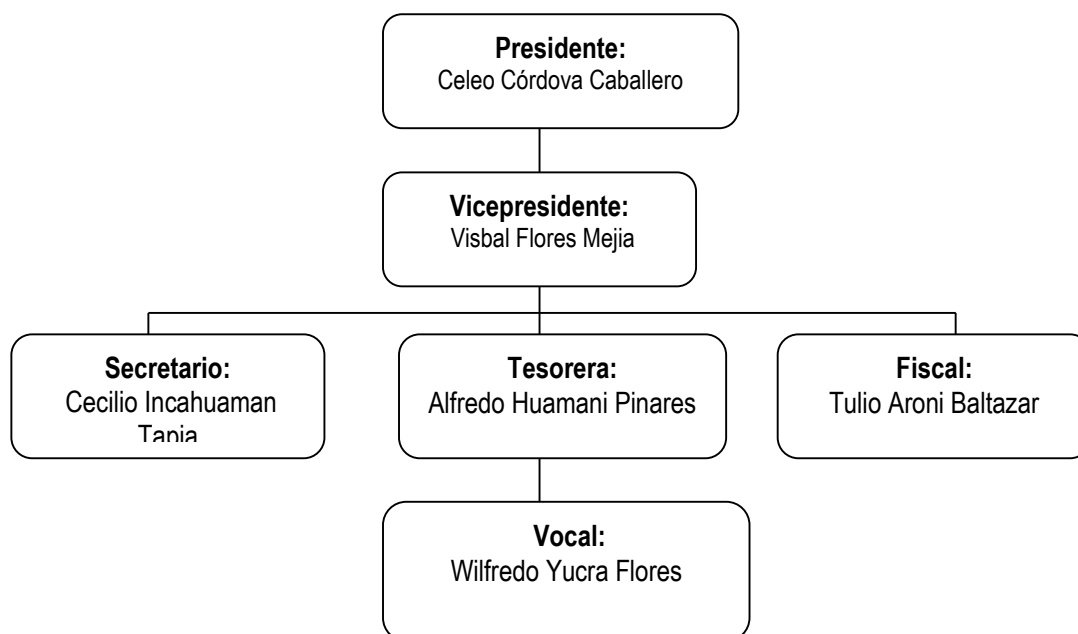 Presidente:
Celeo Córdova Caballero
Vicepresidente:
Visbal Flores Mejia
Secretario:
Cecilio Incahuaman
Tapia
Tesorera:
Alfredo Huamani Pinares
Fiscal:
Tulio Aroni Baltazar
Vocal:
Wilfredo Yucra Flores